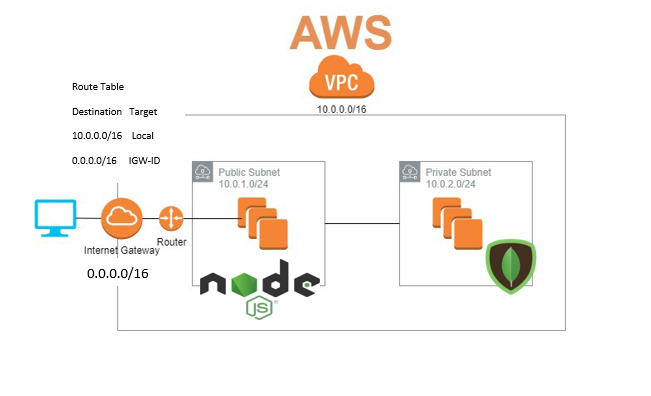 AWS
VPC
10.0.0.0/16
Route Table
Destination Target
10.0.0.0/16 Local
0.0.0.0/16 IGW-ID
Public Subnet
10.0.1.0/24
Private Subnet
10.0.2.0/24
Router
Internet Gateway
0.0.0.0/16
node
JS